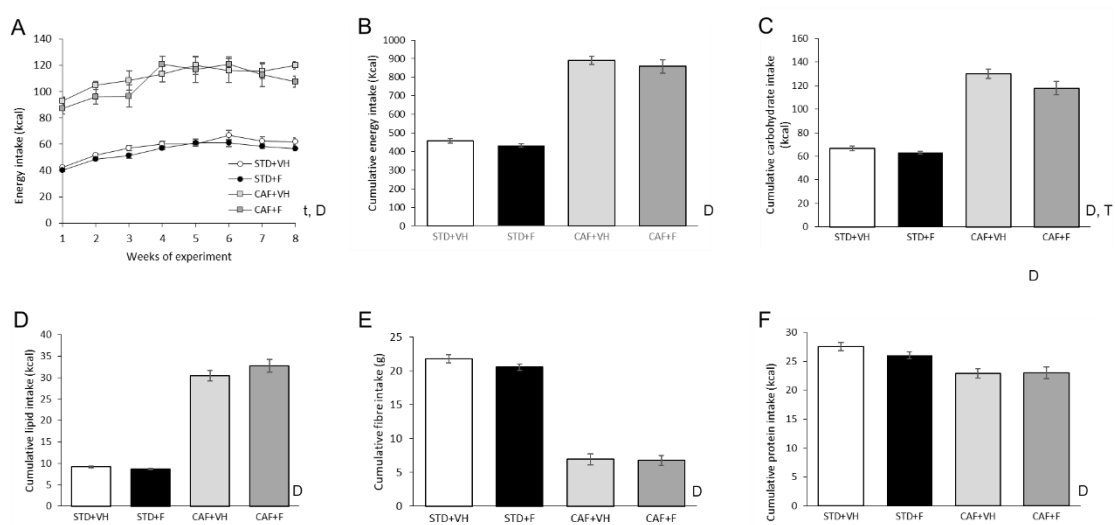 A
Energy intake (kcal)
140
120
100
80
60
40
20
0
1 2 3 4 5 6 7 8
Weeks of experiment
STD+VH
STD+F
CAF+VH
CAF+F
t, D
B
Cumulative energy intake (Kcal)
1000
900
800
700
600
500
400
300
200
100
0
STD+VH STD+F CAF+VH CAF+F
D
C
Cumulative carbohydrate intake
(kcal)
160
140
120
100
80
60
40
20
0
STD+VH STD+F CAF+VH CAF+F
D, T
D
D
Cumulative lipid intake (kcal)
40
35
30
25
20
15
10
5
0
STD+VH STD+F CAF+VH CAF+F
D
E
Cumulative fibre intake (g)
25
20
15
10
5
0
STD+VH STD+F CAF+VH CAF+F
D
F
Cumulative protein intake (kcal)
30
25
20
15
10
5
0
STD+VH STD+F CAF+VH CAF+F
D